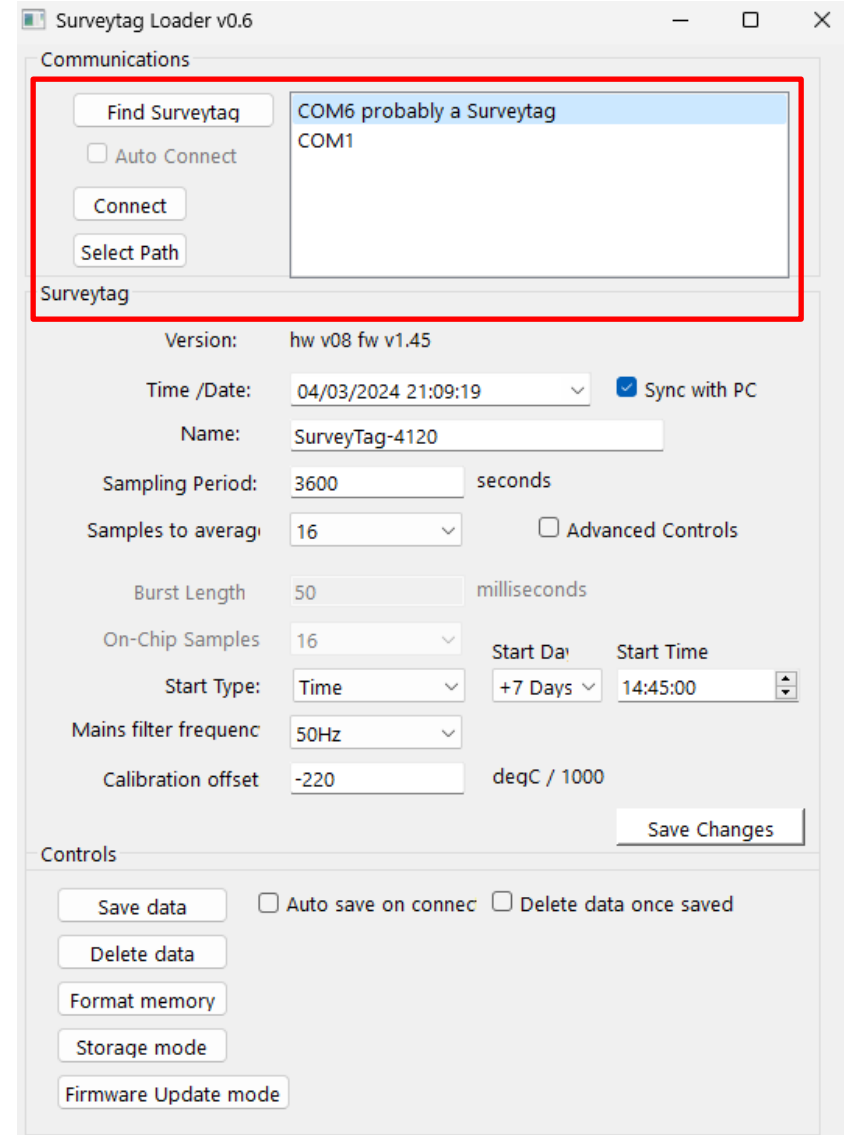 Surveytag Loader v0.6
Communications
Find Surveytag
COM6 probably a Surveytag
COM1
Auto Connect
Connect
Select Path
Surveytag
Version: hw v08 fw v1.45
Time /Date: 04/03/2024 21:09:19 Sync with PC
Name: SurveyTag-4120
Sampling Period: 3600 seconds
Samples to averag 16 Advanced Controls
Burst Length 50 milliseconds
On-Chip Samples 16
Start Day Start Time
Start Type: Time +7 Days 14:45:00
Mains filter frequenc 50Hz
Calibration offset -220 degC / 1000
Save Changes
Controls
Save data Auto save on connec Delete data once saved
Delete data
Format memory
Storage mode
Firmware Update mode